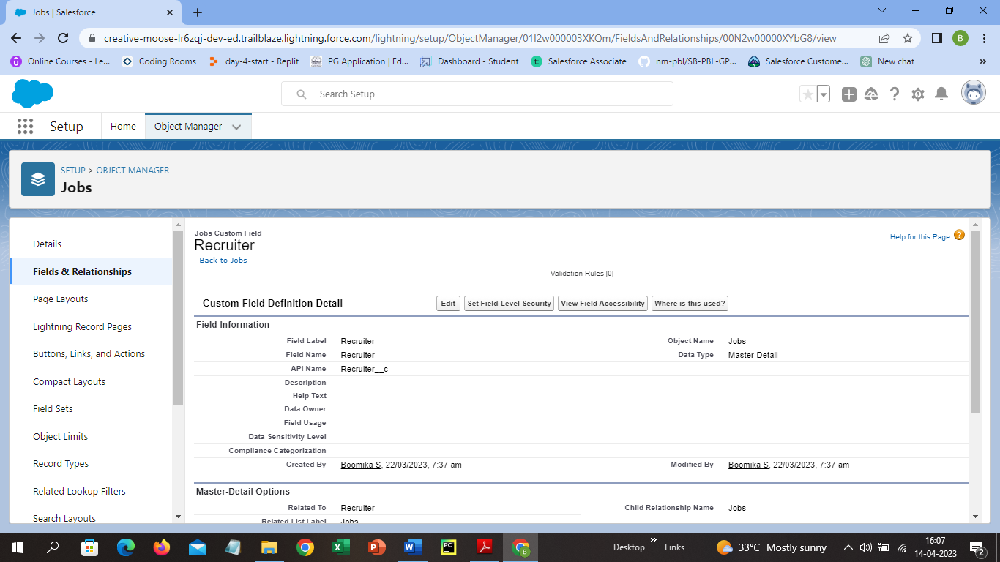 Jobs | Salesforce
creative-moose-lr6zqj-dev-ed.trailblaze.lightning.force.com/lightning/setup/ObjectManager/01I2w000003XKQm/FieldsAndRelationships/00N2w00000XYbG8/view
B
Online Courses - Le... Coding Rooms day-4-start - Replit PG Application | Ed... Dashboard - Student Salesforce Associate nm-pbl/SB-PBL-GP... Salesforce Custome... New chat »
Search Setup
Setup Home Object Manager
SETUP > OBJECT MANAGER
Jobs
Details
Fields & Relationships
Page Layouts
Lightning Record Pages
Buttons, Links, and Actions
Compact Layouts
Field Sets
Object Limits
Record Types
Related Lookup Filters
Search Layouts
Jobs Custom Field
Recruiter
Back to Jobs
Help for this Page
Validation Rules [0]
Custom Field Definition Detail Edit Set Field-Level Security View Field Accessibility Where is this used?
Field Information
Field Label Recruiter Object Name Jobs
Field Name Recruiter Data Type Master-Detail
API Name Recruiter__c
Description
Help Text
Data Owner
Field Usage
Data Sensitivity Level
Compliance Categorization
Created By Boomika S, 22/03/2023, 7:37 am Modified By Boomika S, 22/03/2023, 7:37 am
Master-Detail Options
Related To Recruiter Child Relationship Name Jobs
Related List Label Jobs
Desktop » Links 33°C Mostly sunny 16:07
14-04-2023
2